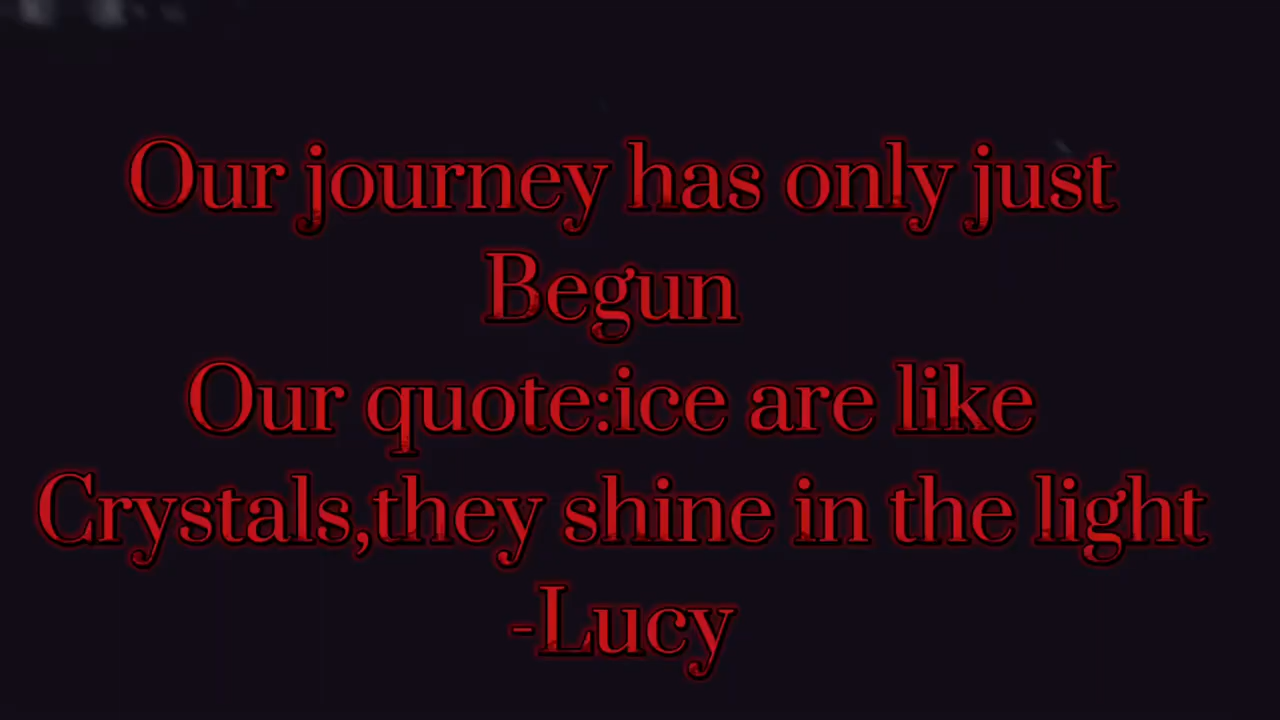 Our journey has only just
Begun
Our quote:ice are like
Crystals,they shine in the light
-Lucy